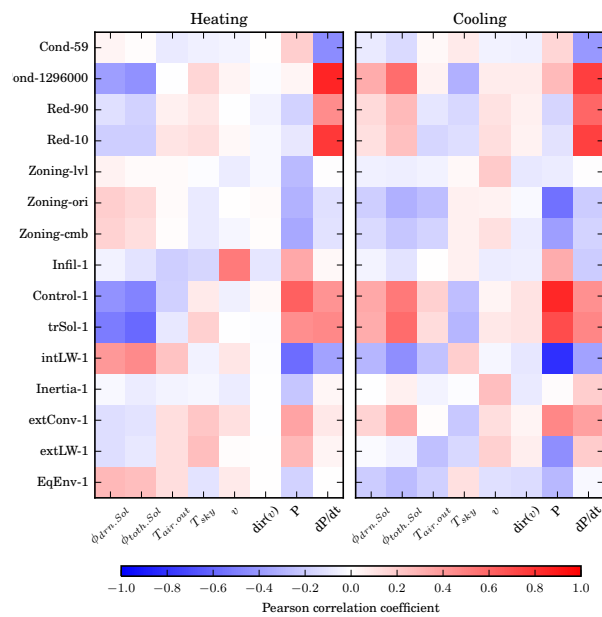 Heating Cooling
Cond-59
ond-1296000
Red-90
Red-10
Zoning-lvl
Zoning-ori
Zoning-cmb
Infil-1
Control-1
trSol-1
intLW-1
Inertia-1
extConv-1
extLW-1
EqEnv-1
ϕdrn.Sol ϕtoth.Sol Tair.out Tsky v dir(v) P dP/dt ϕdrn.Sol ϕtoth.Sol Tair.out Tsky v dir(v) P dP/dt
−1.0 −0.8 −0.6 −0.4 −0.2 0.0 0.2 0.4 0.6 0.8 1.0
Pearson correlation coefficient